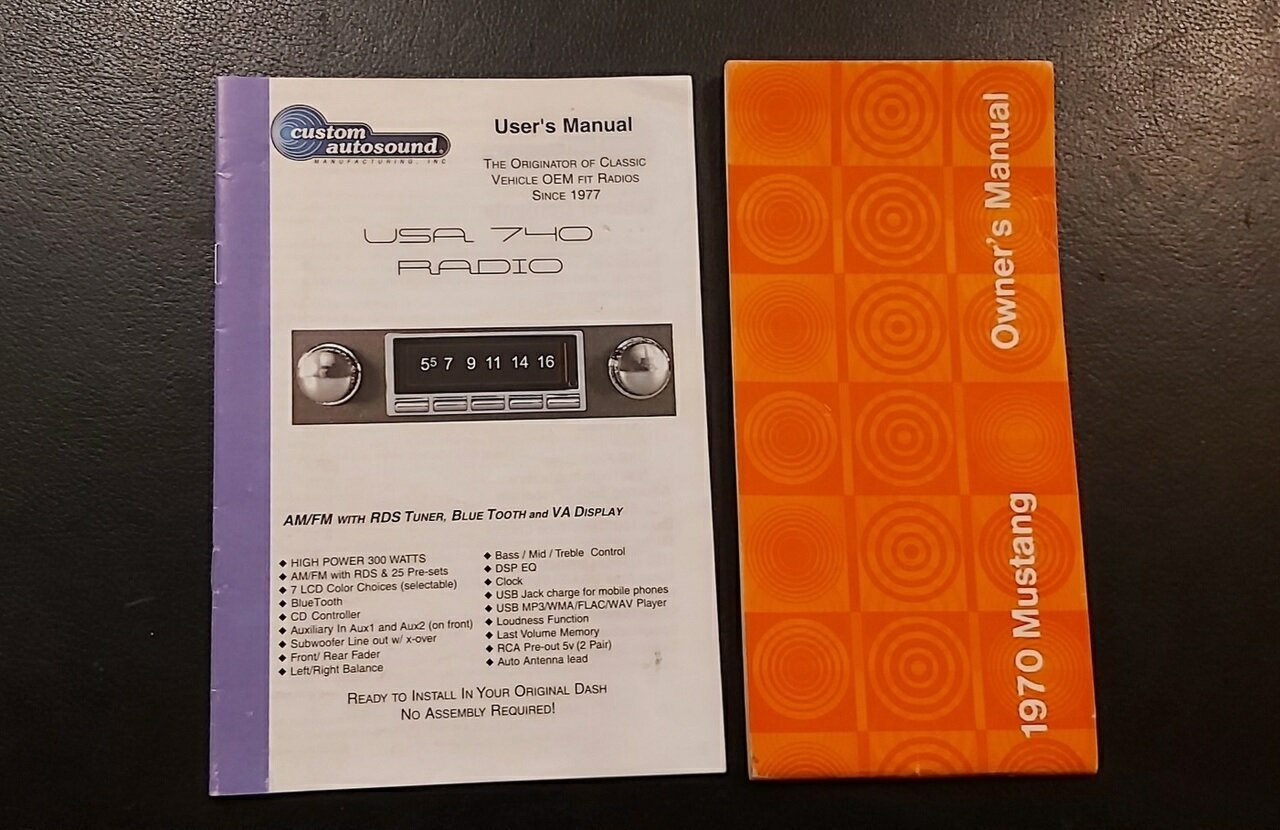 custom
autosound®
MANUFACTURING, INC
User's Manual
THE ORIGINATOR OF CLASSIC
VEHICLE OEM FIT RADIOS
SINCE 1977
USA 740
RADIO
5⁵ 7 9 11 14 16
AM/FM WITH RDS TUNER, BLUE TOOTH and VA DISPLAY
◆ HIGH POWER 300 WATTS
◆ AM/FM with RDS & 25 Pre-sets
◆ 7 LCD Color Choices (selectable)
◆ BlueTooth
◆ CD Controller
◆ Auxiliary In Aux1 and Aux2 (on front)
◆ Subwoofer Line out w/ x-over
◆ Front/ Rear Fader
◆ Left/Right Balance
◆ Bass / Mid / Treble Control
◆ DSP EQ
◆ Clock
◆ USB Jack charge for mobile phones
◆ USB MP3/WMA/FLAC/WAV Player
◆ Loudness Function
◆ Last Volume Memory
◆ RCA Pre-out 5v (2 Pair)
◆ Auto Antenna lead
READY TO INSTALL IN YOUR ORIGINAL DASH
NO ASSEMBLY REQUIRED!
1970 Mustang Owner's Manual